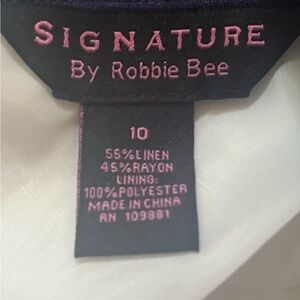 SIGNATURE
By Robbie Bee
10
55%LINEN
45%RAYON
LINING:
100%POLYESTER
MADE IN CHINA
RN 109881